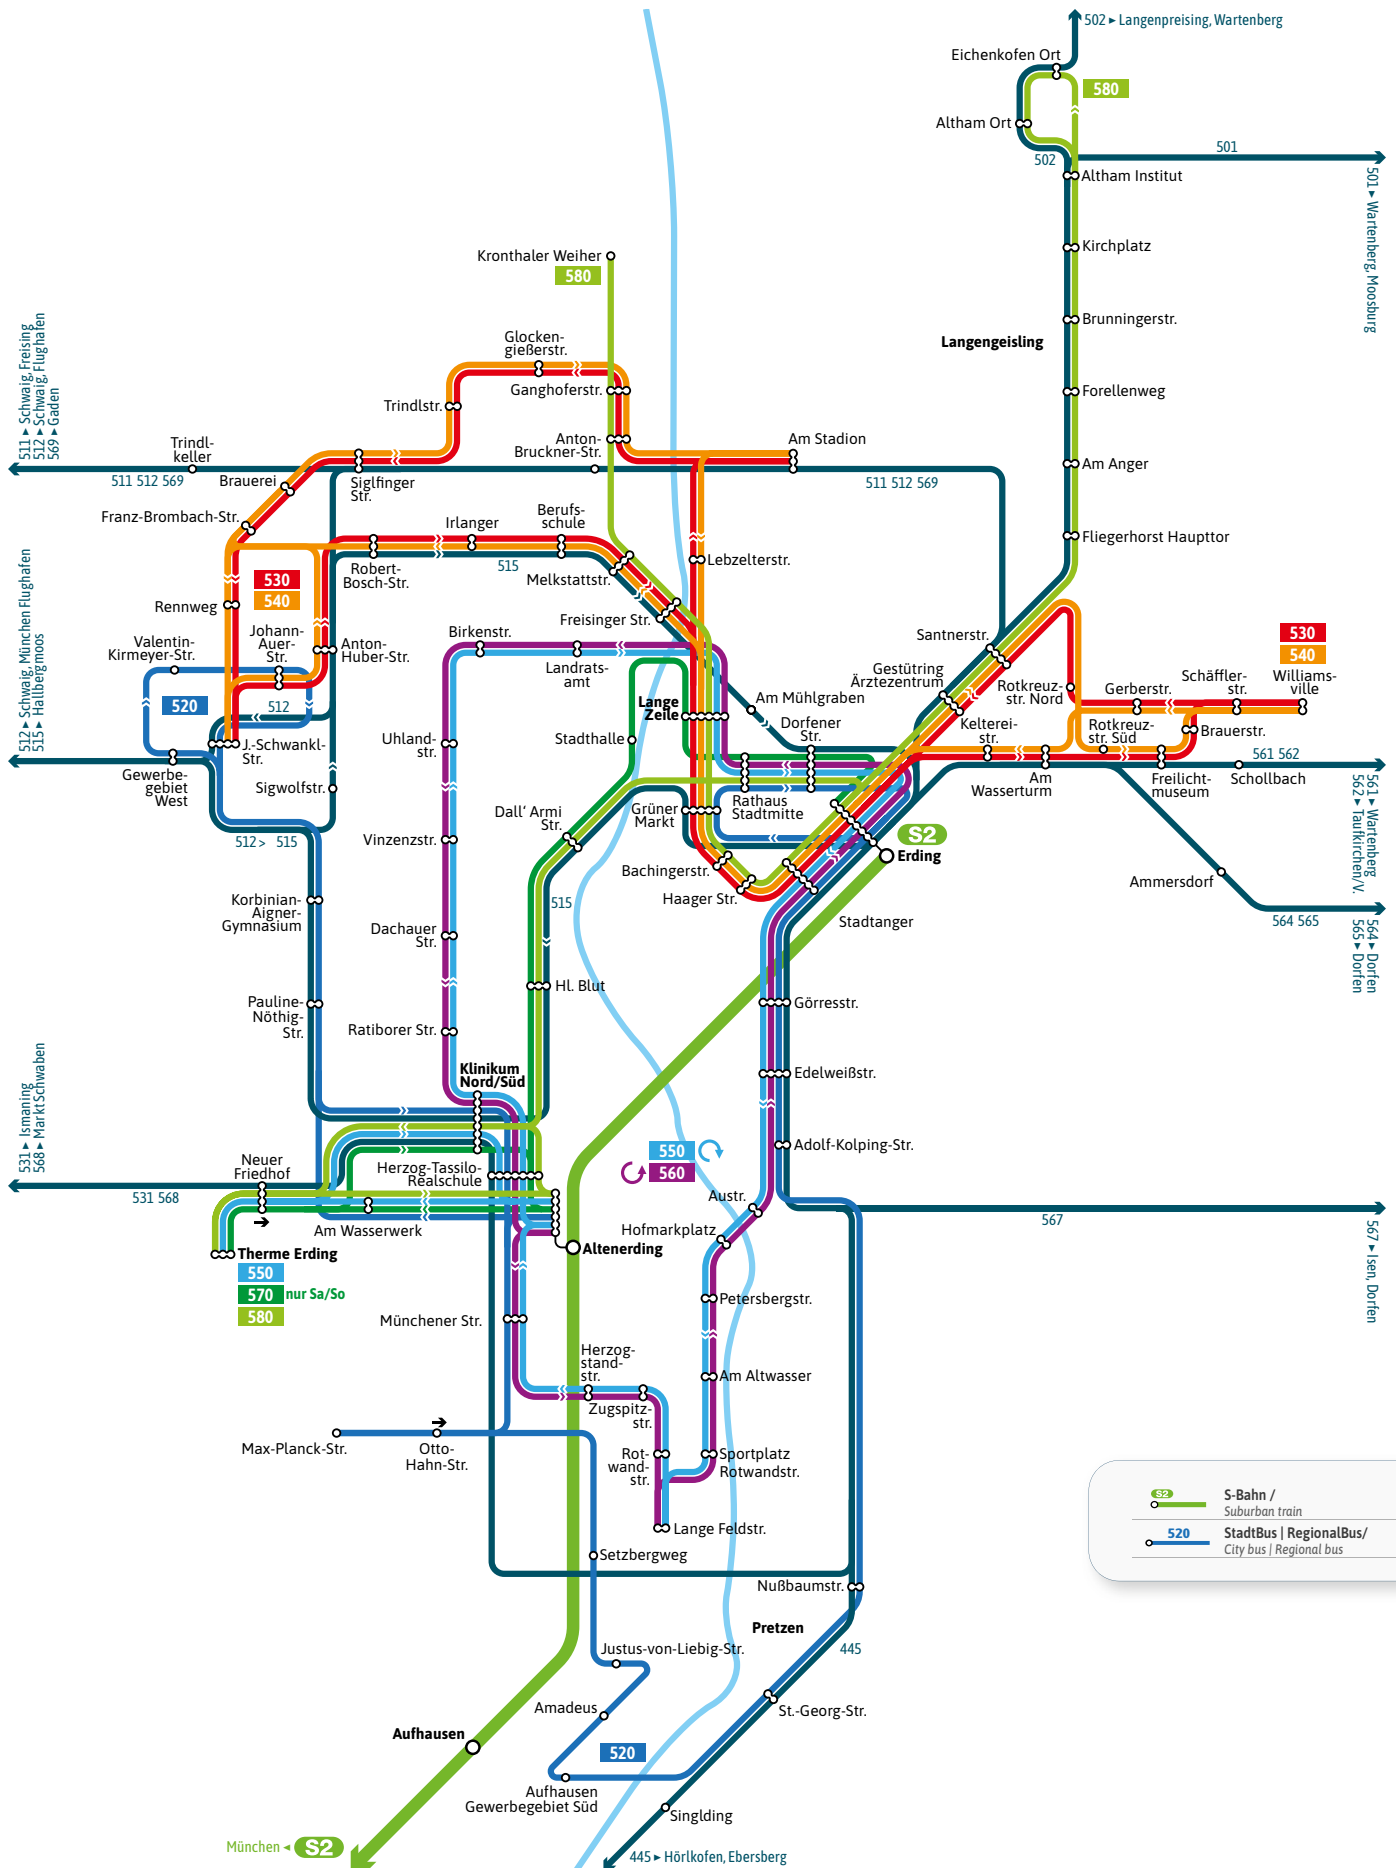 502 ▸ Langenpreising, Wartenberg
Eichenkofen Ort
580
Altham Ort
502
501
Altham Institut
501 ▸ Wartenberg, Moosburg
Kirchplatz
Brunningerstr.
Langengeisling
Forellenweg
Am Anger
Fliegerhorst Haupttor
Kronthaler Weiher
580
Glocken-
gießerstr.
Ganghoferstr.
Trindlstr.
Anton-
Bruckner-Str.
Am Stadion
511 ▸ Schwaig, Freising
512 ▸ Schwaig, Flughafen
569 ▸ Gaden
Trindl-
keller
511 512 569
Brauerei
Siglfinger
Str.
511 512 569
Franz-Brombach-Str.
Irlanger
Berufs-
schule
Robert-
Bosch-Str.
515
Melkstattstr.
Lebzelterstr.
530
540
Rennweg
Freisinger Str.
512 ▸ Schwaig, München Flughafen
515 ▸ Hallbergmoos
Valentin-
Kirmeyer-Str.
Johann-
Auer-
Str.
Anton-
Huber-Str.
Birkenstr.
Landrats-
amt
Santnerstr.
Gestütring
Ärztezentrum
530
540
520
512
Lange
Zeile
Am Mühlgraben
Rotkreuz-
str. Nord
Gerberstr.
Schäffler-
str.
Williams-
ville
Dorfener
Str.
Kelterei-
str.
Rotkreuz-
str. Süd
Brauerstr.
J.-Schwankl-
Str.
Uhland-
str.
Stadthalle
561 562
Gewerbe-
gebiet
West
Sigwolfstr.
Am
Wasserturm
Freilicht-
museum
Schollbach
561 ▸ Wartenberg
562 ▸ Taufkirchen/V.
Rathaus
Stadtmitte
Grüner
Markt
Dall' Armi
Str.
512 > 515
Vinzenzstr.
S2
Erding
Bachingerstr.
Haager Str.
Ammersdorf
Stadtanger
564 565
564 ▸ Dorfen
565 ▸ Dorfen
Korbinian-
Aigner-
Gymnasium
515
Dachauer
Str.
Hl. Blut
Görresstr.
Pauline-
Nöthig-
Str.
Ratiborer Str.
Klinikum
Nord/Süd
Edelweißstr.
531 ▸ Ismaning
568 ▸ Markt Schwaben
Adolf-Kolping-Str.
550
560
Neuer
Friedhof
Herzog-Tassilo-
Realschule
531 568
Austr.
Am Wasserwerk
Hofmarkplatz
567
567 ▸ Isen, Dorfen
Therme Erding
550
570 nur Sa/So
580
Altenerding
Petersbergstr.
Münchener Str.
Herzog-
stand-
str.
Am Altwasser
Zugspitz-
str.
Max-Planck-Str.
Otto-
Hahn-Str.
Rot-
wand-
str.
Sportplatz
Rotwandstr.
Lange Feldstr.
S2
S-Bahn /
Suburban train
520
StadtBus | RegionalBus/
City bus | Regional bus
Setzbergweg
Nußbaumstr.
Pretzen
445
Justus-von-Liebig-Str.
Amadeus
St.-Georg-Str.
Aufhausen
520
Aufhausen
Gewerbegebiet Süd
Singlding
München ◂ S2
445 ▸ Hörlkofen, Ebersberg